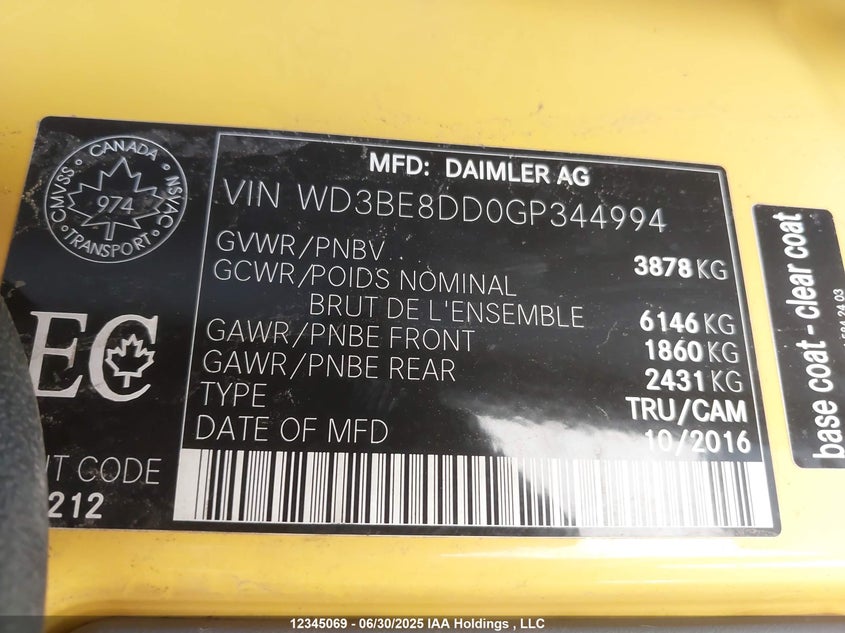 CANADA
CMVSS
NSVAC
974
TRANSPORT
MFD: DAIMLER AG
VIN WD3BE8DD0GP344994
GVWR/PNBV 3878 KG
GCWR/POIDS NOMINAL
BRUT DE L'ENSEMBLE 6146 KG
GAWR/PNBE FRONT 1860 KG
GAWR/PNBE REAR 2431 KG
TYPE TRU/CAM
DATE OF MFD 10/2016
EC
CODE
212
base coat - clear coat
12345069 - 06/30/2025 IAA Holdings , LLC